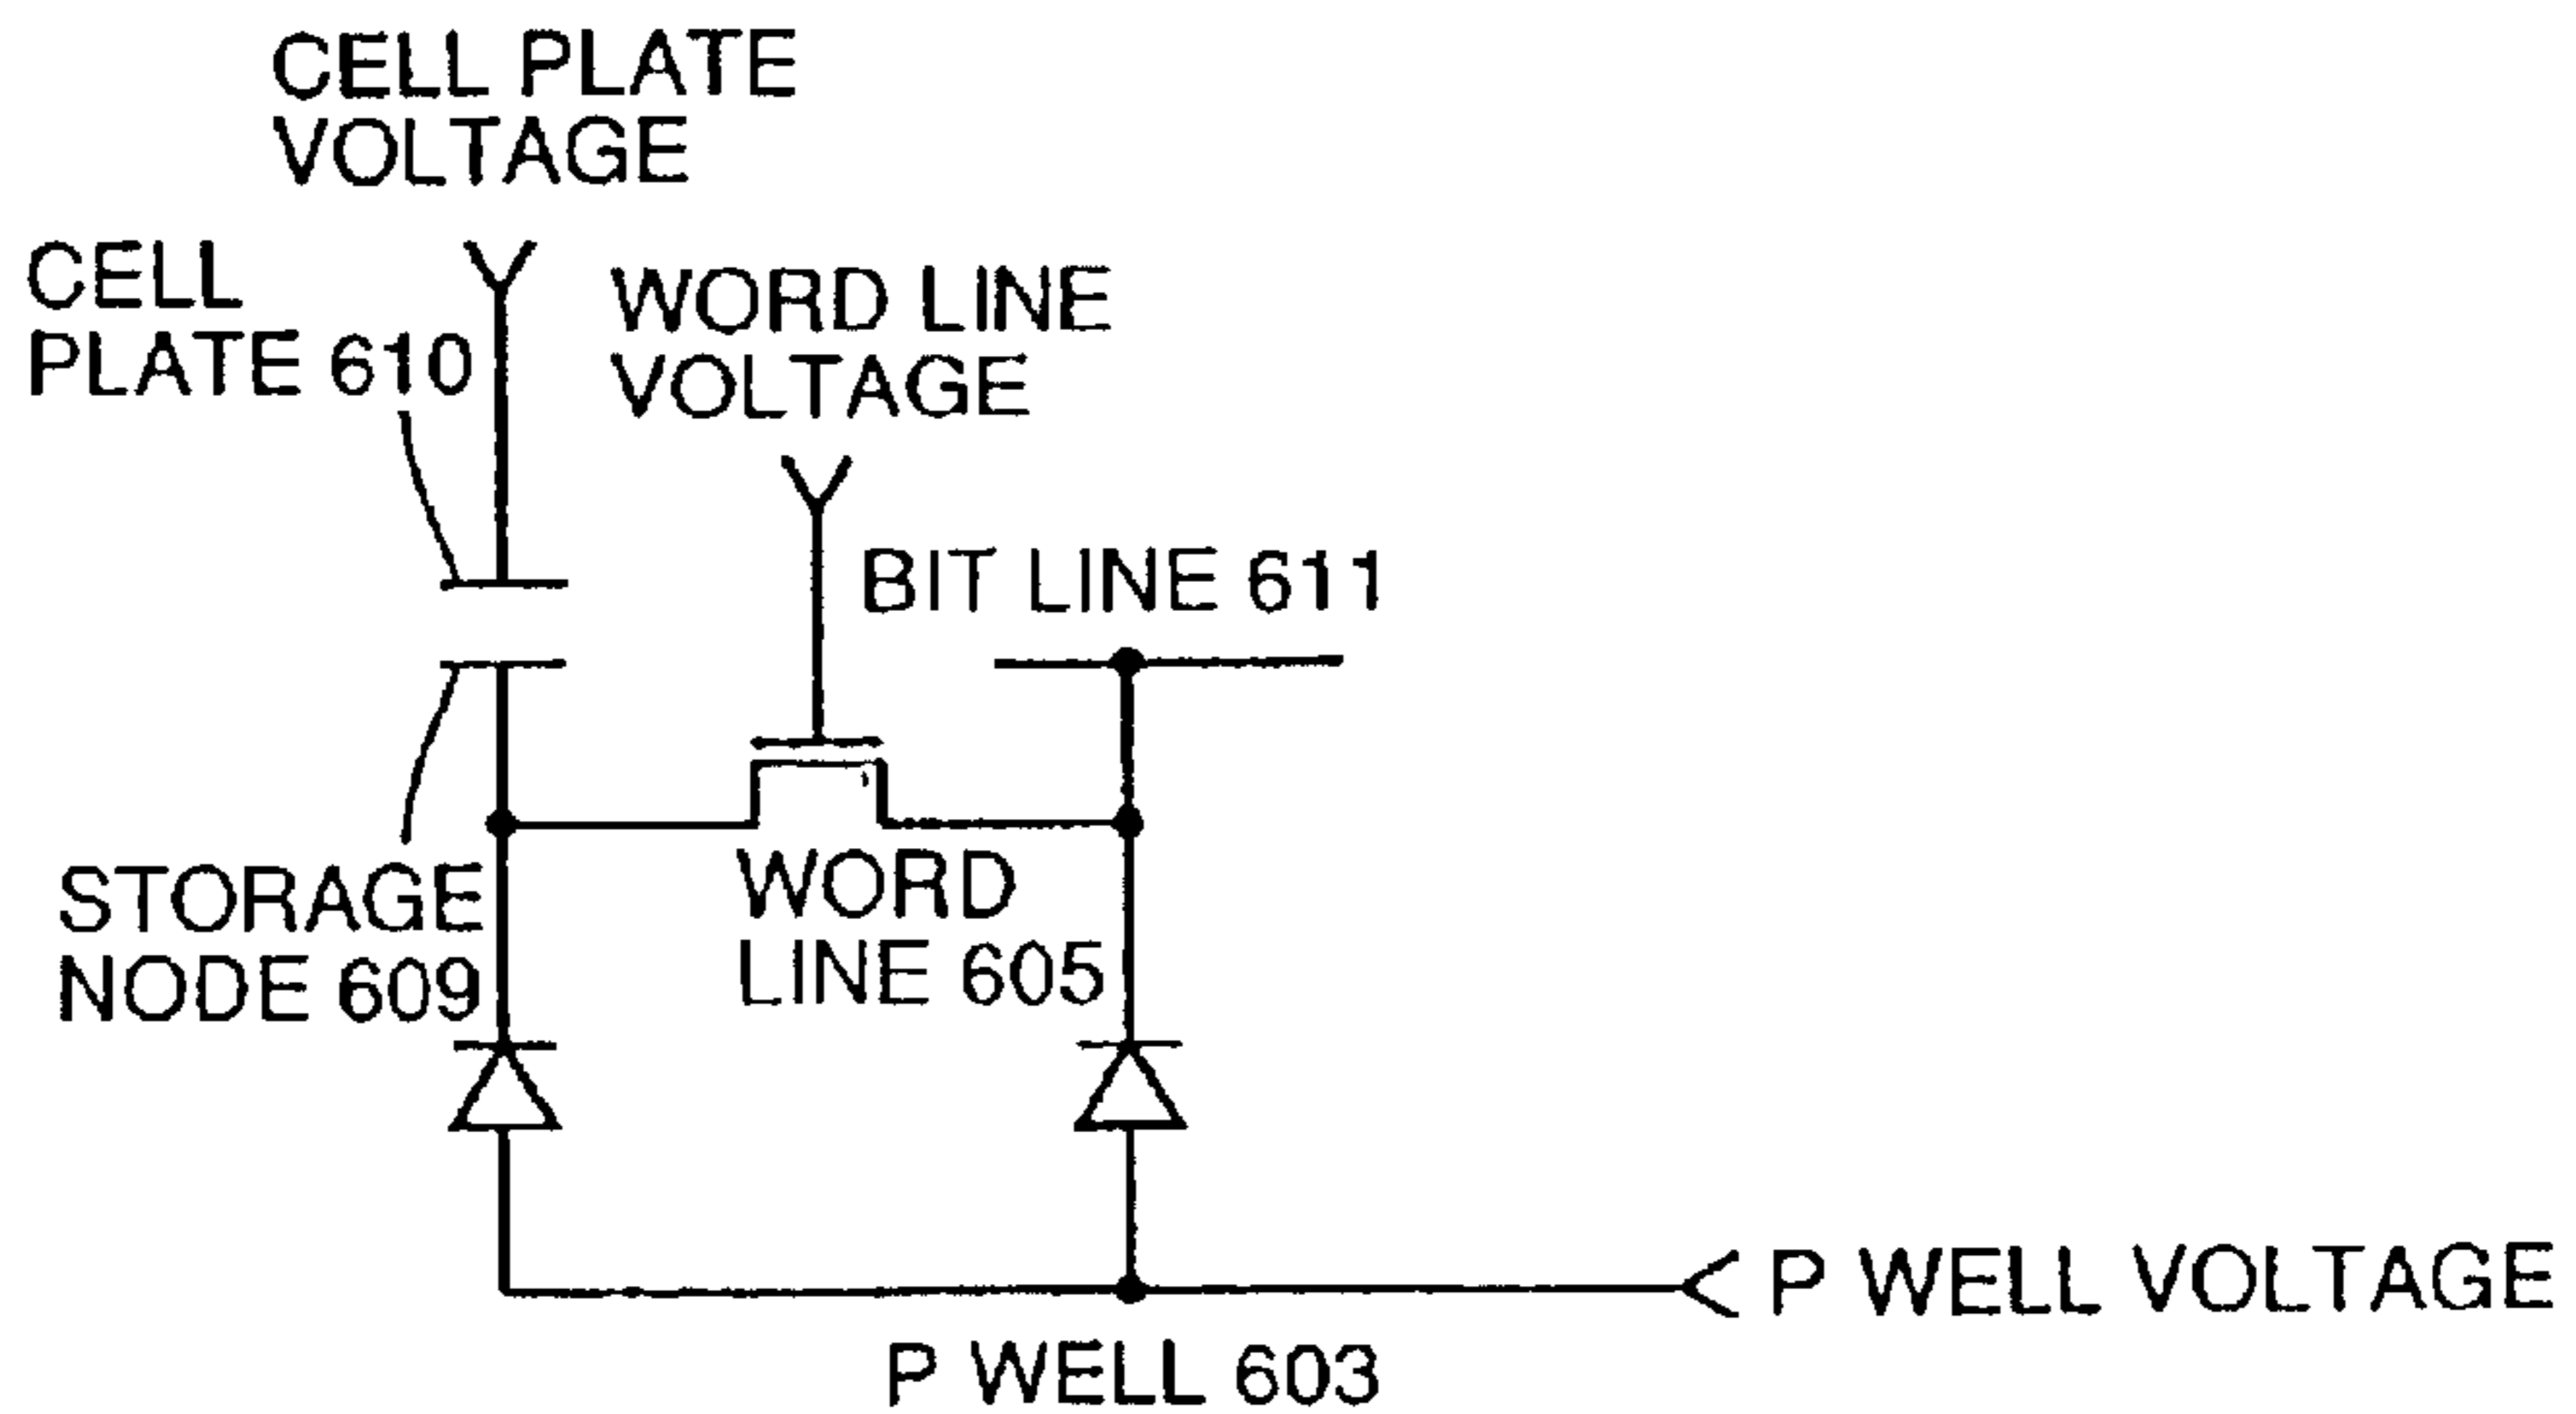 CELL PLATE
VOLTAGE
CELL
PLATE 610
WORD LINE
VOLTAGE
BIT LINE 611
STORAGE
NODE 609
WORD
LINE 605
P WELL VOLTAGE
P WELL 603